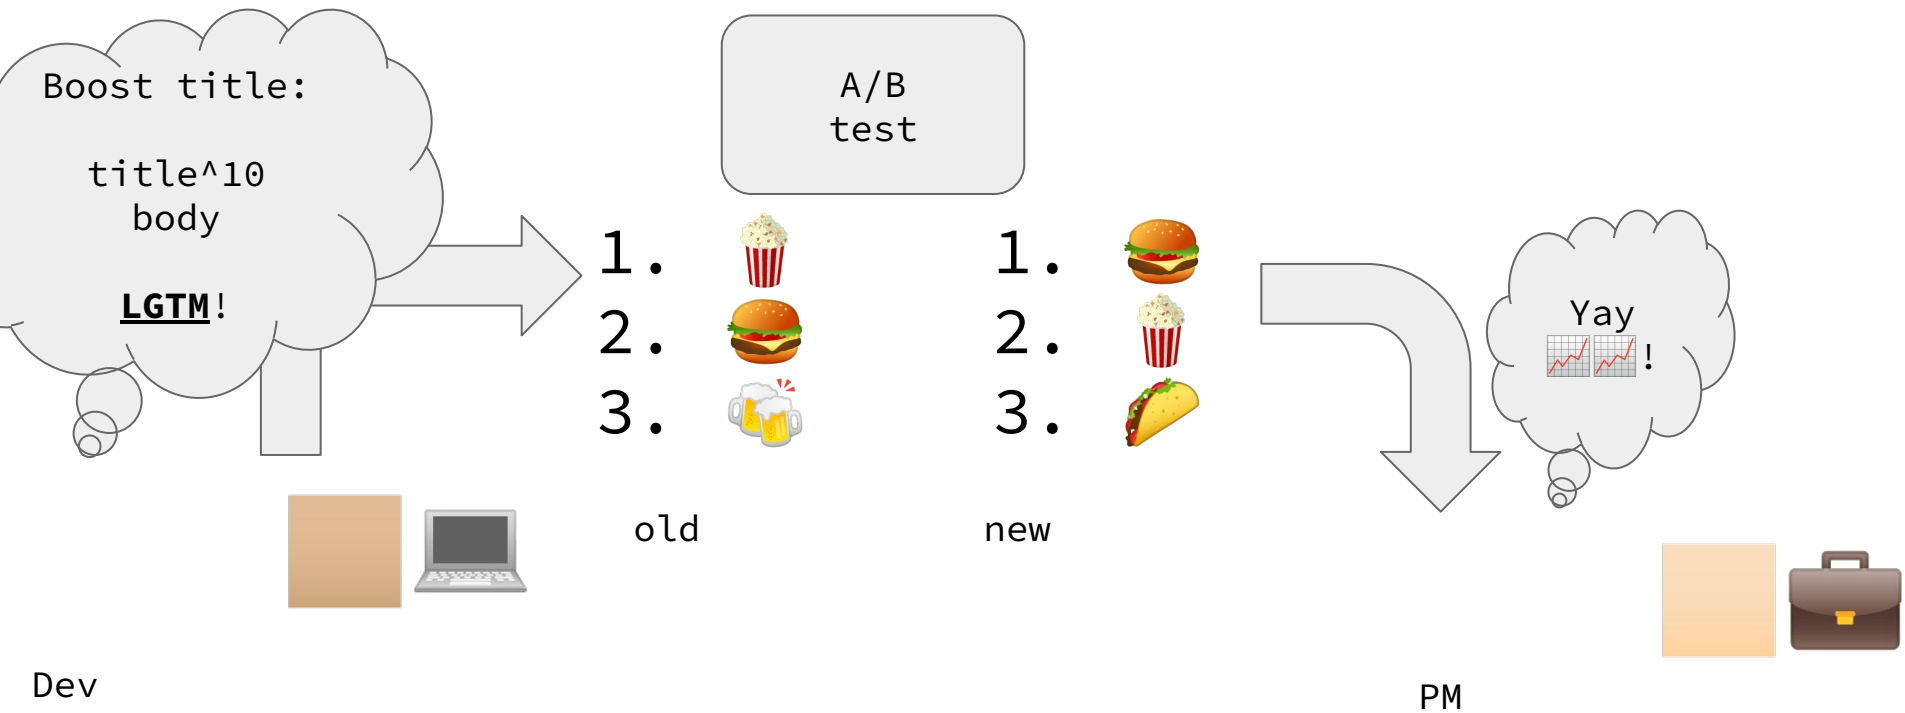 Boost title:
title^10
body
LGTM!
A/B
test
1.
2.
3.
old
1.
2.
3.
new
Yay
!
Dev
PM